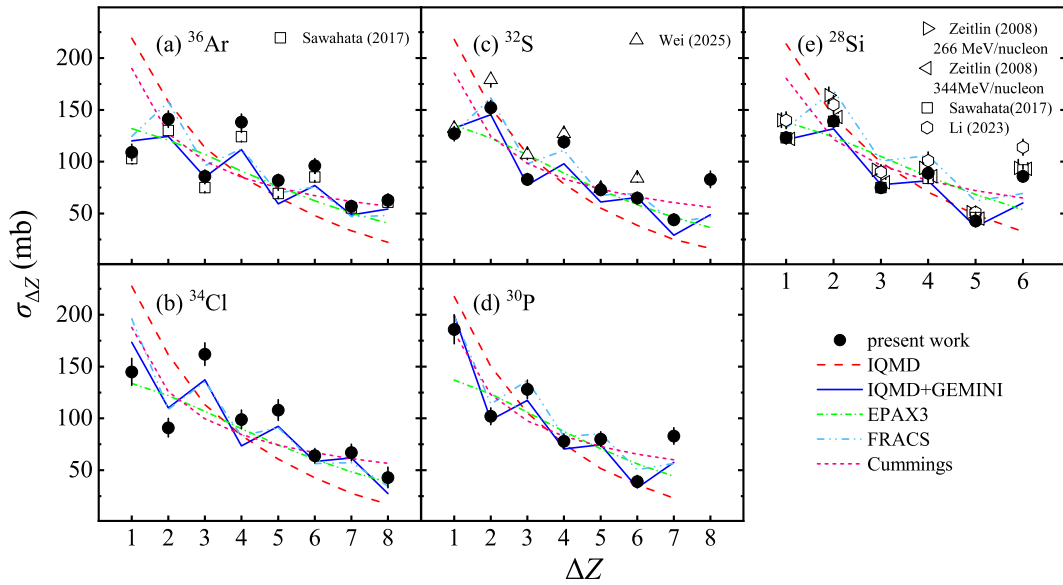 (a) ³⁶Ar
Sawahata (2017)
(c) ³²S
Wei (2025)
(e) ²⁸Si
Zeitlin (2008)
266 MeV/nucleon
Zeitlin (2008)
344MeV/nucleon
Sawahata(2017)
Li (2023)
200
150
100
50
1 2 3 4 5 6
σΔZ (mb)
(b) ³⁴Cl
(d) ³⁰P
200
150
100
50
present work
IQMD
IQMD+GEMINI
EPAX3
FRACS
Cummings
1 2 3 4 5 6 7 8
1 2 3 4 5 6 7 8
ΔZ